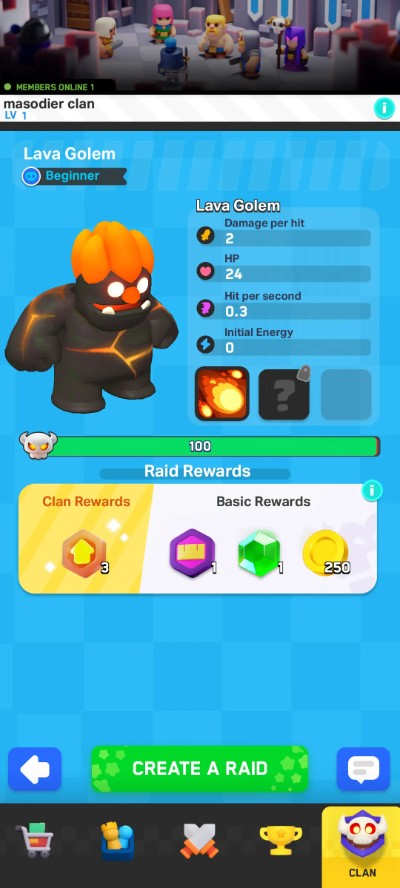 MEMBERS ONLINE 1
masodier clan
LV 1
Lava Golem
Beginner
Lava Golem
Damage per hit
2
HP
24
Hit per second
0.3
Initial Energy
0
?
100
Raid Rewards
Clan Rewards
Basic Rewards
3
1
1
250
CREATE A RAID
CLAN